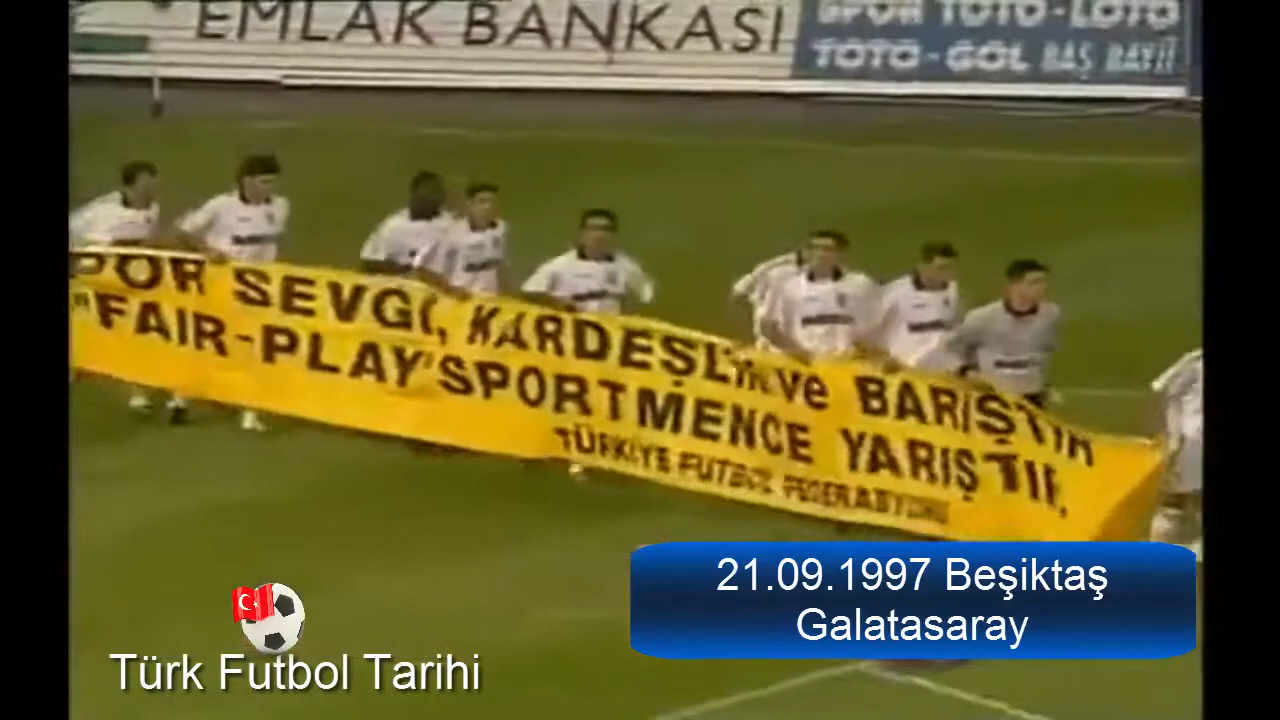 EMLAK BANKASI
SPOR TOTO-LOTO
TOTO-GOL BAŞ BAYİİ
POR SEVGİ, KARDEŞLİK ve BARIŞTIR
"FAIR-PLAY" SPORTMENCE YARIŞTIR,
TÜRKİYE FUTBOL FEDERASYONU
21.09.1997 Beşiktaş
Galatasaray
Türk Futbol Tarihi